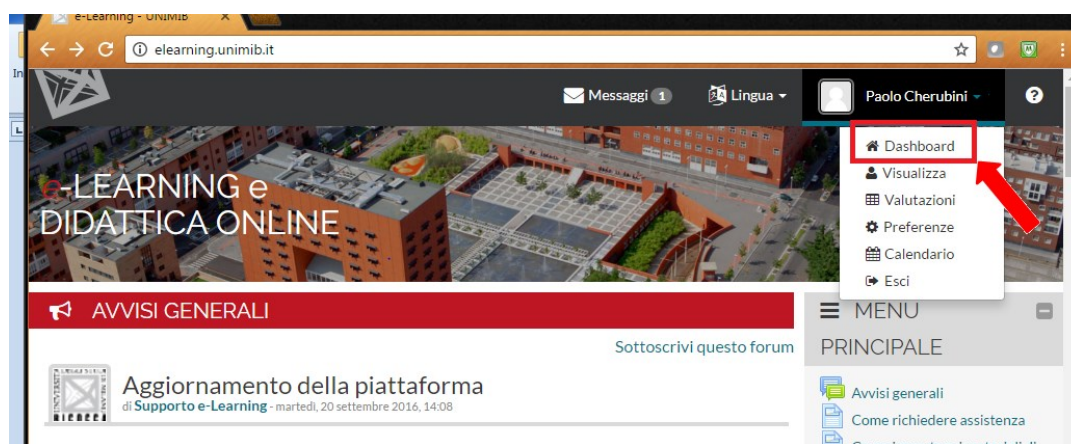 e-Learning - UNIMIB
elearning.unimib.it
In
Messaggi 1
Lingua
Paolo Cherubini
Dashboard
Visualizza
Valutazioni
Preferenze
Calendario
Esci
e-LEARNING e
DIDATTICA ONLINE
AVVISI GENERALI
Sottoscrivi questo forum
Aggiornamento della piattaforma
di Supporto e-Learning - martedì, 20 settembre 2016, 14:08
BICOCCA
MENU
PRINCIPALE
Avvisi generali
Come richiedere assistenza